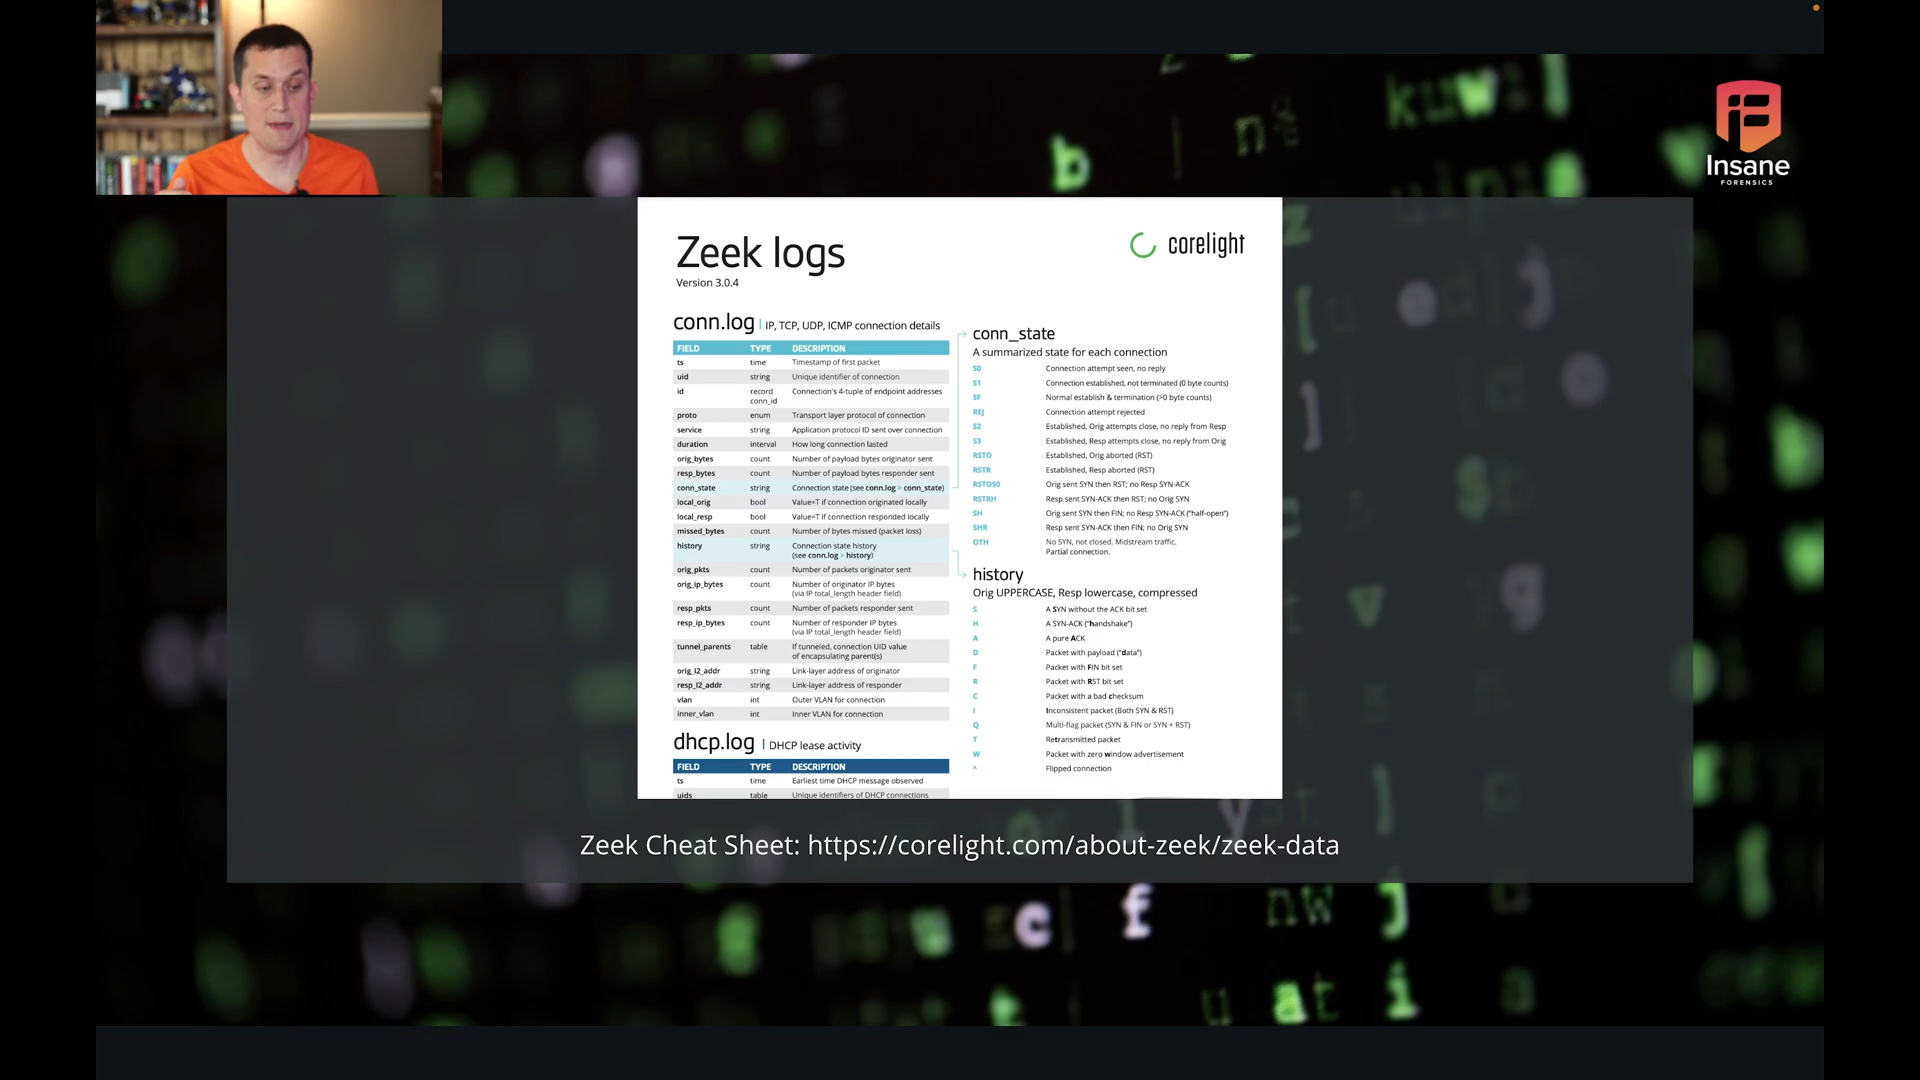 Insane
FORENSICS
Zeek logs
Version 3.0.4
corelight
conn.log | IP, TCP, UDP, ICMP connection details
FIELD TYPE DESCRIPTION
ts time Timestamp of first packet
uid string Unique identifier of connection
id record conn_id Connection's 4-tuple of endpoint addresses
proto enum Transport layer protocol of connection
service string Application protocol ID sent over connection
duration interval How long connection lasted
orig_bytes count Number of payload bytes originator sent
resp_bytes count Number of payload bytes responder sent
conn_state string Connection state (see conn.log > conn_state)
local_orig bool Value=T if connection originated locally
local_resp bool Value=T if connection responded locally
missed_bytes count Number of bytes missed (packet loss)
history string Connection state history
(see conn.log > history)
orig_pkts count Number of packets originator sent
orig_ip_bytes count Number of originator IP bytes
(via IP total_length header field)
resp_pkts count Number of packets responder sent
resp_ip_bytes count Number of responder IP bytes
(via IP total_length header field)
tunnel_parents table If tunneled, connection UID value
of encapsulating parent(s)
orig_l2_addr string Link-layer address of originator
resp_l2_addr string Link-layer address of responder
vlan int Outer VLAN for connection
inner_vlan int Inner VLAN for connection
dhcp.log | DHCP lease activity
FIELD TYPE DESCRIPTION
ts time Earliest time DHCP message observed
uids table Unique identifiers of DHCP connections
conn_state
A summarized state for each connection
S0 Connection attempt seen, no reply
S1 Connection established, not terminated (0 byte counts)
SF Normal establish & termination (>0 byte counts)
REJ Connection attempt rejected
S2 Established, Orig attempts close, no reply from Resp
S3 Established, Resp attempts close, no reply from Orig
RSTO Established, Orig aborted (RST)
RSTR Established, Resp aborted (RST)
RSTOS0 Orig sent SYN then RST; no Resp SYN-ACK
RSTRH Resp sent SYN-ACK then RST; no Orig SYN
SH Orig sent SYN then FIN; no Resp SYN-ACK ("half-open")
SHR Resp sent SYN-ACK then FIN; no Orig SYN
OTH No SYN, not closed. Midstream traffic.
Partial connection.
history
Orig UPPERCASE, Resp lowercase, compressed
S A SYN without the ACK bit set
H A SYN-ACK ("handshake")
A A pure ACK
D Packet with payload ("data")
F Packet with FIN bit set
R Packet with RST bit set
C Packet with a bad checksum
I Inconsistent packet (Both SYN & RST)
Q Multi-flag packet (SYN & FIN or SYN + RST)
T Retransmitted packet
W Packet with zero window advertisement
^ Flipped connection
Zeek Cheat Sheet: https://corelight.com/about-zeek/zeek-data